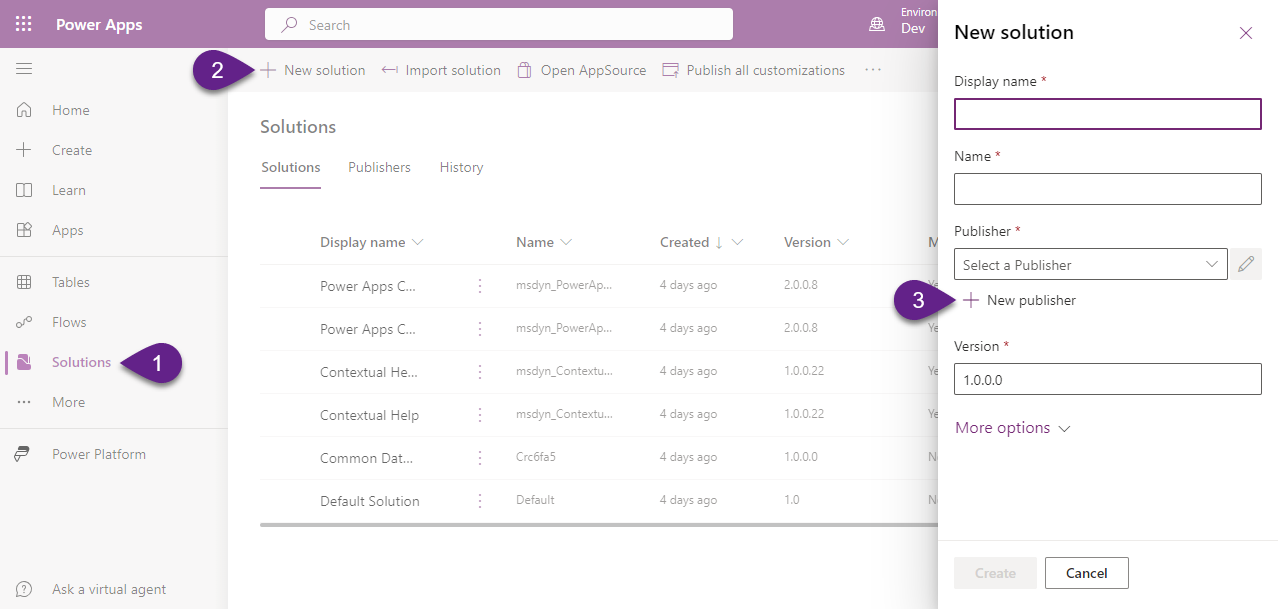 Power Apps
Search
Environ
Dev
2
New solution
Import solution
Open AppSource
Publish all customizations
Home
Create
Learn
Apps
Tables
Flows
Solutions
1
More
Power Platform
Ask a virtual agent
Solutions
Solutions Publishers History
Display name Name Created Version M
Power Apps C... msdyn_PowerAp... 4 days ago 2.0.0.8 Ye
Power Apps C... msdyn_PowerAp... 4 days ago 2.0.0.8 Ye
Contextual He... msdyn_Contextu... 4 days ago 1.0.0.22 Ye
Contextual Help msdyn_Contextu... 4 days ago 1.0.0.22 Ye
Common Dat... Crc6fa5 4 days ago 1.0.0.0 No
Default Solution Default 4 days ago 1.0 No
New solution
Display name *
Name *
Publisher *
Select a Publisher
3
New publisher
Version *
1.0.0.0
More options
Create Cancel